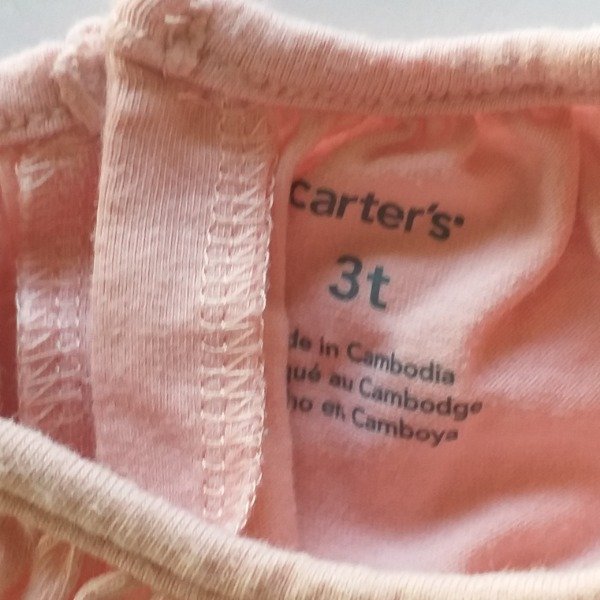 carter's
3t
de in Cambodia
qué au Cambodge
ho en Camboya